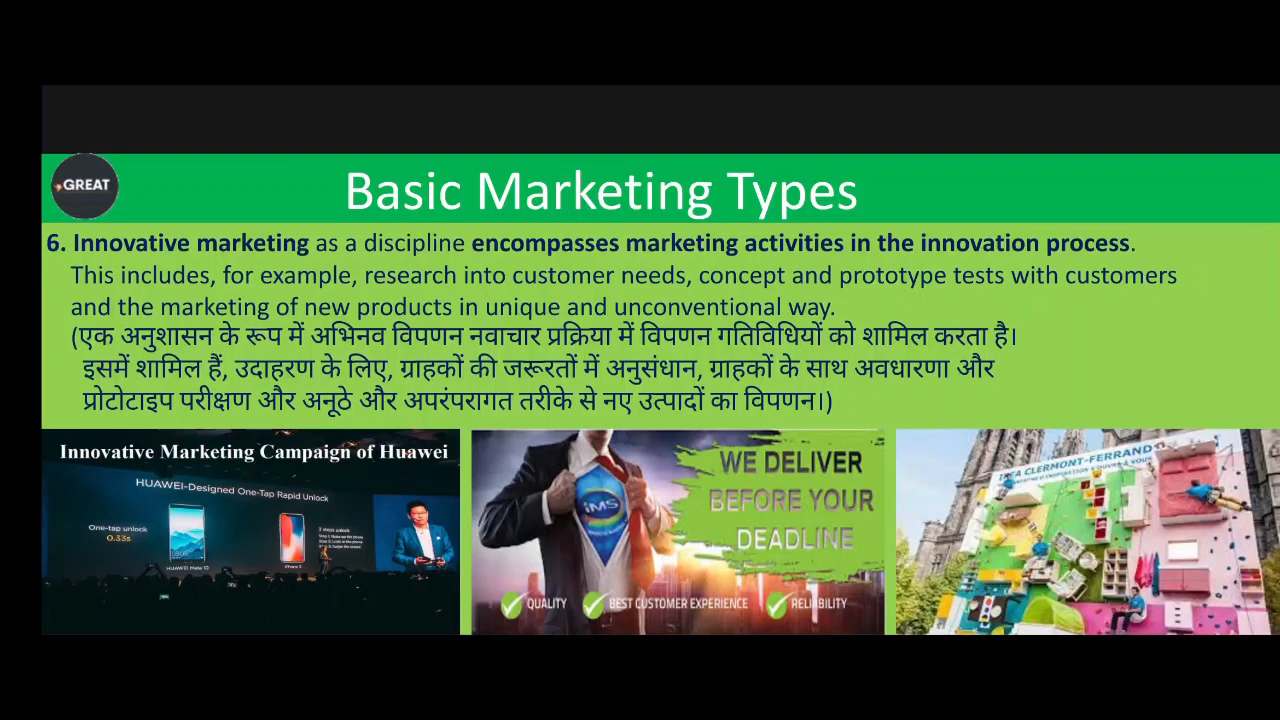 GREAT
Basic Marketing Types
6. Innovative marketing as a discipline encompasses marketing activities in the innovation process.
This includes, for example, research into customer needs, concept and prototype tests with customers
and the marketing of new products in unique and unconventional way.
(एक अनुशासन के रूप में अभिनव विपणन नवाचार प्रक्रिया में विपणन गतिविधियों को शामिल करता है।
इसमें शामिल हैं, उदाहरण के लिए, ग्राहकों की जरूरतों में अनुसंधान, ग्राहकों के साथ अवधारणा और
प्रोटोटाइप परीक्षण और अनूठे और अपरंपरागत तरीके से नए उत्पादों का विपणन।)
Innovative Marketing Campaign of Huawei
HUAWEI-Designed One-Tap Rapid Unlock
One-tap unlock
0.33s
HUAWEI Mate 10
iPhone X
iMS
WE DELIVER
BEFORE YOUR
DEADLINE
QUALITY
BEST CUSTOMER EXPERIENCE
RELIABILITY
IKEA CLERMONT-FERRAND